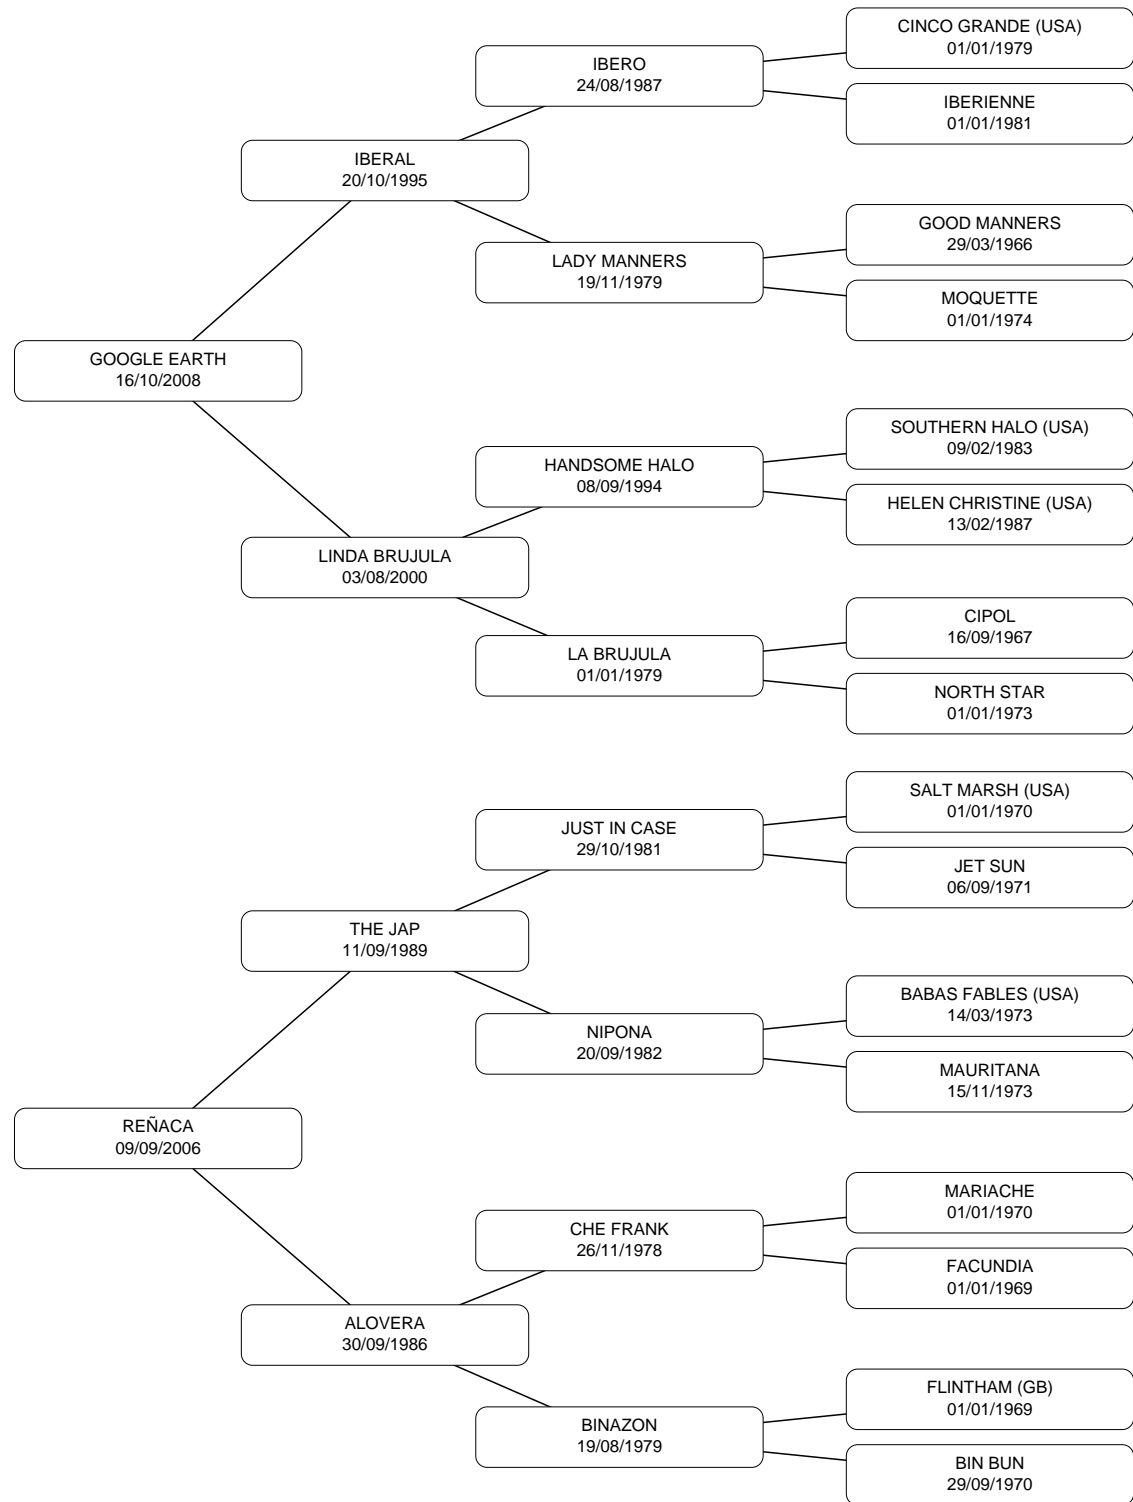 CINCO GRANDE (USA)
01/01/1979
IBERO
24/08/1987
IBERIENNE
01/01/1981
IBERAL
20/10/1995
GOOD MANNERS
29/03/1966
LADY MANNERS
19/11/1979
MOQUETTE
01/01/1974
GOOGLE EARTH
16/10/2008
SOUTHERN HALO (USA)
09/02/1983
HANDSOME HALO
08/09/1994
HELEN CHRISTINE (USA)
13/02/1987
LINDA BRUJULA
03/08/2000
CIPOL
16/09/1967
LA BRUJULA
01/01/1979
NORTH STAR
01/01/1973
SALT MARSH (USA)
01/01/1970
JUST IN CASE
29/10/1981
JET SUN
06/09/1971
THE JAP
11/09/1989
BABAS FABLES (USA)
14/03/1973
NIPONA
20/09/1982
MAURITANA
15/11/1973
REÑACA
09/09/2006
MARIACHE
01/01/1970
CHE FRANK
26/11/1978
FACUNDIA
01/01/1969
ALOVERA
30/09/1986
FLINTHAM (GB)
01/01/1969
BINAZON
19/08/1979
BIN BUN
29/09/1970